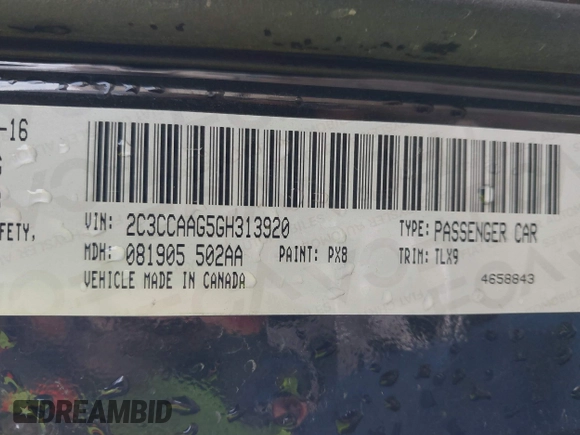 -16
FETY,
VIN: 2C3CCAAG5GH313920
TYPE: PASSENGER CAR
MDH: 081905 502AA
PAINT: PX8
TRIM: TLX9
VEHICLE MADE IN CANADA
4658843
DREAMBID